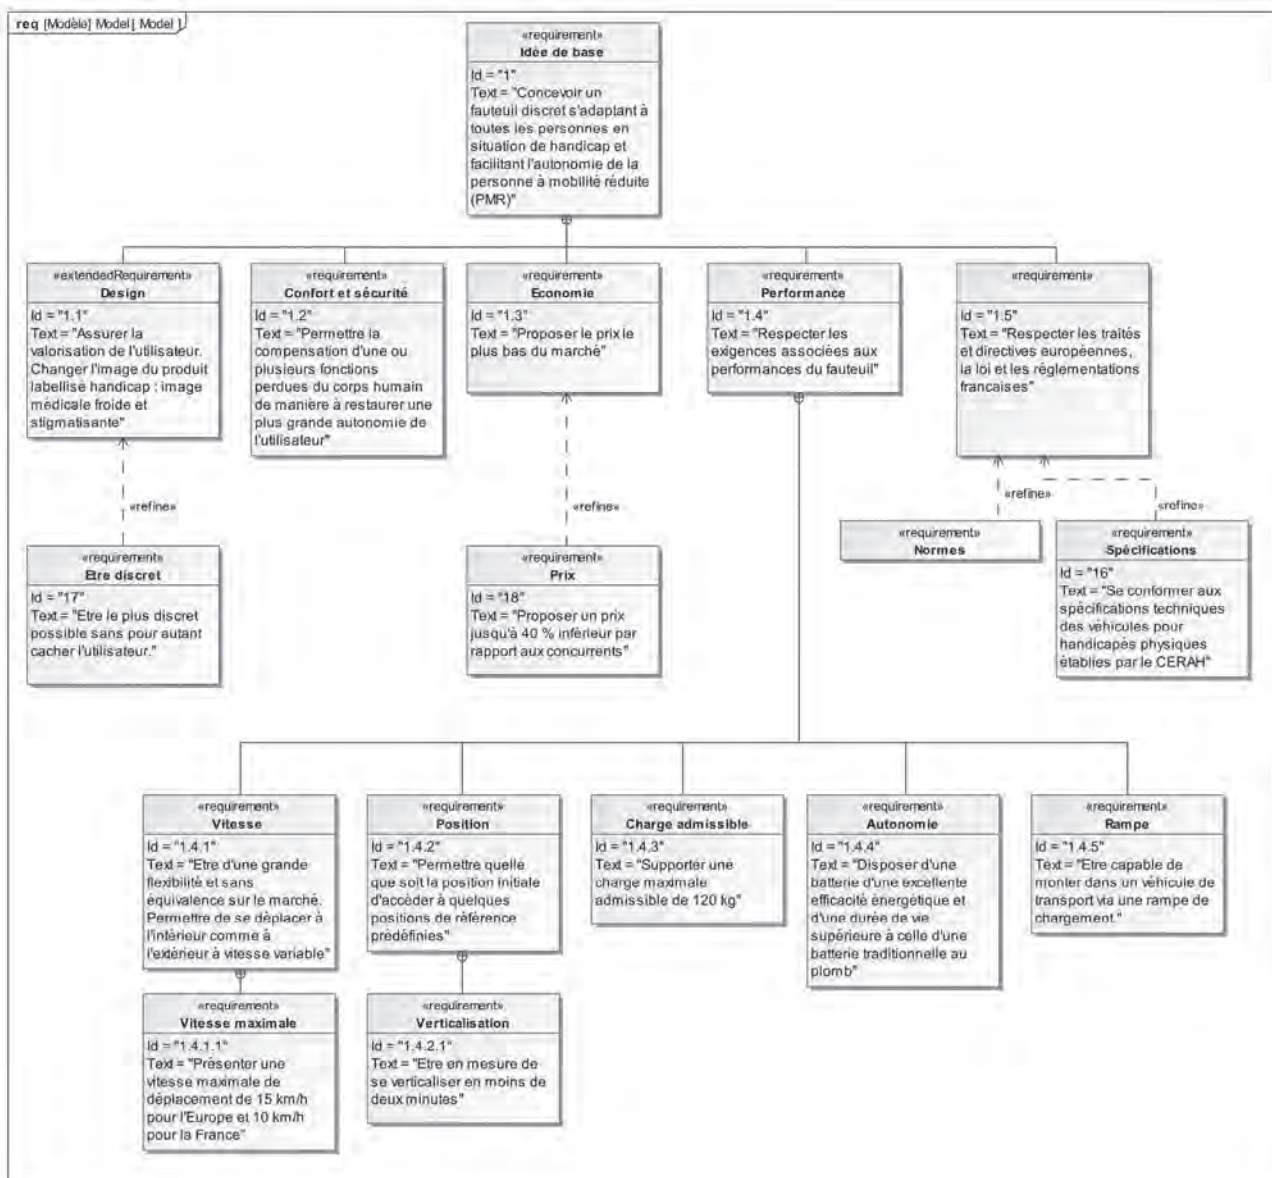 req [Modèle] Model [ Model ]
«requirement»
Idée de base
Id = "1"
Text = "Concevoir un
fauteuil discret s'adaptant à
toutes les personnes en
situation de handicap et
facilitant l'autonomie de la
personne à mobilité réduite
(PMR)"
«extendedRequirement»
Design
Id = "1.1"
Text = "Assurer la
valorisation de l'utilisateur.
Changer l'image du produit
labellisé handicap : image
médicale froide et
stigmatisante"
«requirement»
Confort et sécurité
Id = "1.2"
Text = "Permettre la
compensation d'une ou
plusieurs fonctions
perdues du corps humain
de manière à restaurer une
plus grande autonomie de
l'utilisateur"
«requirement»
Economie
Id = "1.3"
Text = "Proposer le prix le
plus bas du marché"
«requirement»
Performance
Id = "1.4"
Text = "Respecter les
exigences associées aux
performances du fauteuil"
«requirement»
Id = "1.5"
Text = "Respecter les traités
et directives européennes,
la loi et les réglementations
francaises"
«refine»
«refine»
«refine»
«refine»
«requirement»
Etre discret
Id = "17"
Text = "Etre le plus discret
possible sans pour autant
cacher l'utilisateur."
«requirement»
Prix
Id = "18"
Text = "Proposer un prix
jusqu'à 40 % inférieur par
rapport aux concurrents"
«requirement»
Normes
«requirement»
Spécifications
Id = "16"
Text = "Se conformer aux
spécifications techniques
des véhicules pour
handicapés physiques
établies par le CERAH"
«requirement»
Vitesse
Id = "1.4.1"
Text = "Etre d'une grande
flexibilité et sans
équivalence sur le marché.
Permettre de se déplacer à
l'intérieur comme à
l'extérieur à vitesse variable"
«requirement»
Position
Id = "1.4.2"
Text = "Permettre quelle
que soit la position initiale
d'accéder à quelques
positions de référence
prédéfinies"
«requirement»
Charge admissible
Id = "1.4.3"
Text = "Supporter une
charge maximale
admissible de 120 kg"
«requirement»
Autonomie
Id = "1.4.4"
Text = "Disposer d'une
batterie d'une excellente
efficacité énergétique et
d'une durée de vie
supérieure à celle d'une
batterie traditionnelle au
plomb"
«requirement»
Rampe
Id = "1.4.5"
Text = "Etre capable de
monter dans un véhicule de
transport via une rampe de
chargement."
«requirement»
Vitesse maximale
Id = "1.4.1.1"
Text = "Présenter une
vitesse maximale de
déplacement de 15 km/h
pour l'Europe et 10 km/h
pour la France"
«requirement»
Verticalisation
Id = "1.4.2.1"
Text = "Etre en mesure de
se verticaliser en moins de
deux minutes"